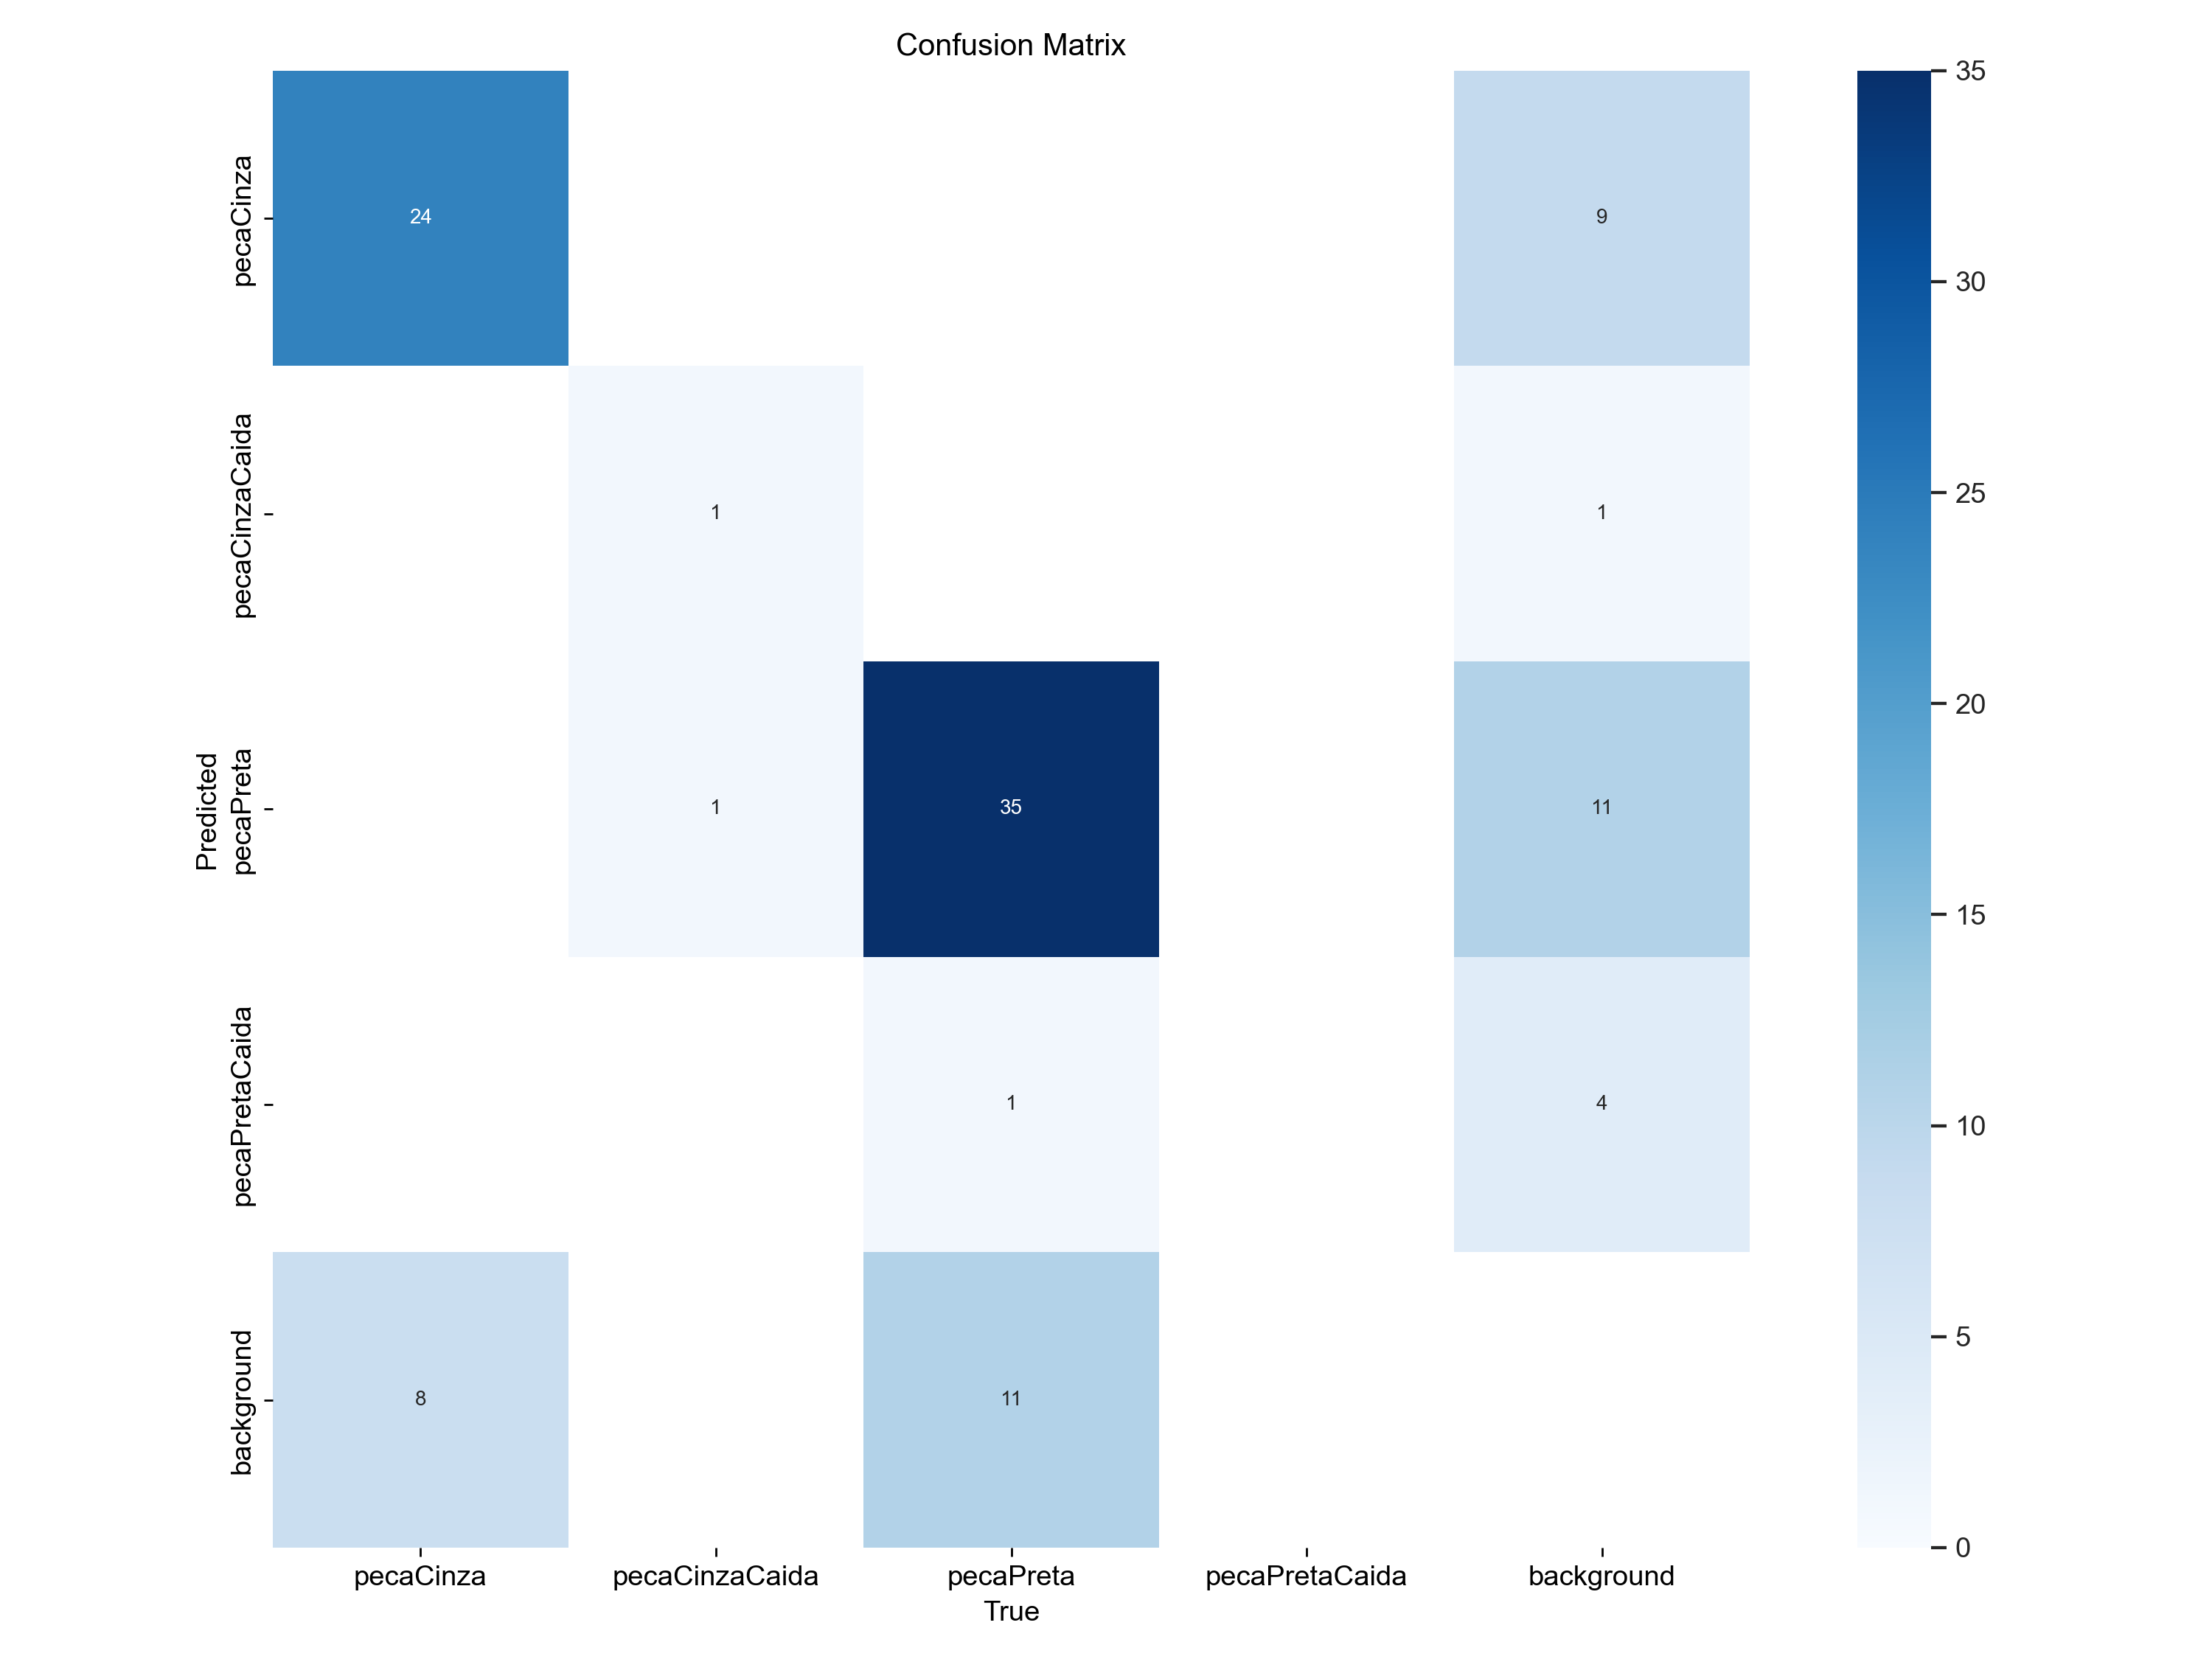 Confusion Matrix
pecaCinza
24
9
pecaCinzaCaida
1
1
Predicted
pecaPreta
1
35
11
pecaPretaCaida
1
4
background
8
11
pecaCinza
pecaCinzaCaida
pecaPreta
pecaPretaCaida
background
True
35
30
25
20
15
10
5
0